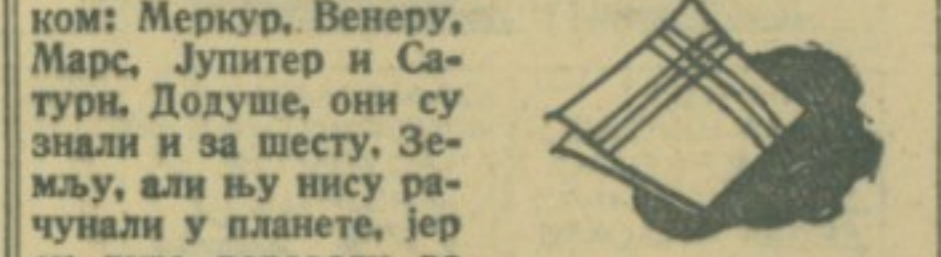 ком: Меркур, Венеру,
Марс, Јупитер и Са-
турн. Додуше, они су
знали и за шесту, Зе-
мљу, али њу нису ра-
чунали у планете, јер